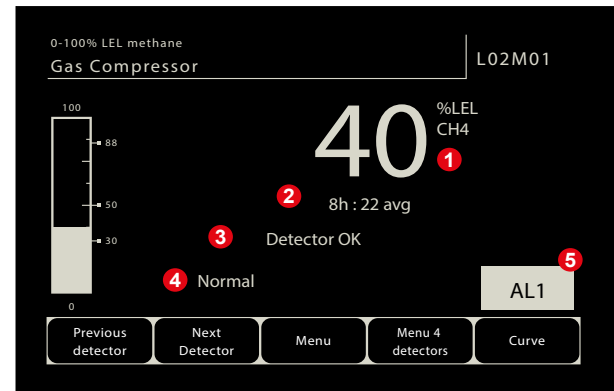 0-100% LEL methane
Gas Compressor
L02M01
100
88
50
30
0
40
%LEL
CH4
1
2
8h : 22 avg
3
Detector OK
4
Normal
5
AL1
Previous
detector
Next
Detector
Menu
Menu 4
detectors
Curve